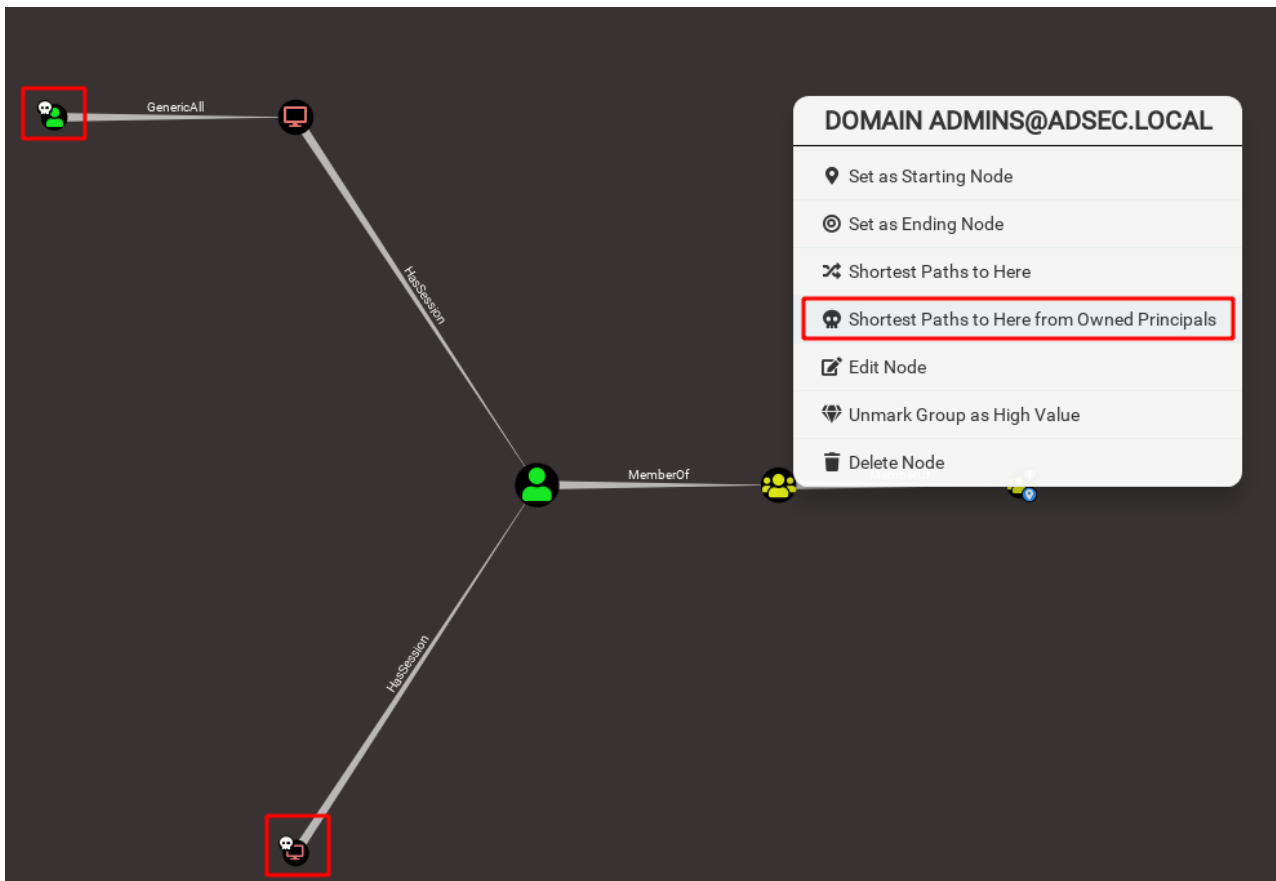 GenericAll
DOMAIN ADMINS@ADSEC.LOCAL
Set as Starting Node
Set as Ending Node
Shortest Paths to Here
HasSession
Shortest Paths to Here from Owned Principals
Edit Node
Unmark Group as High Value
Delete Node
MemberOf
HasSession